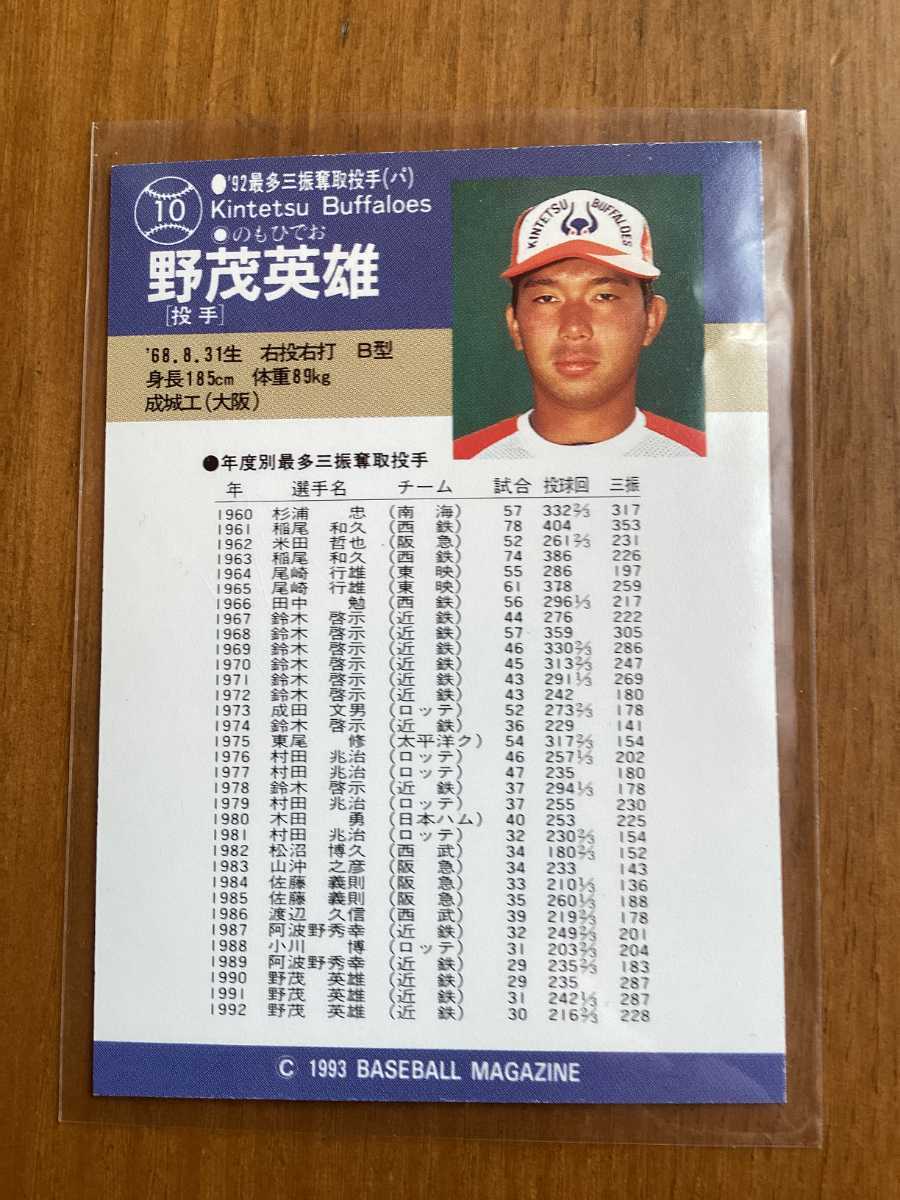 10
●'92最多三振奪取投手(パ)
Kintetsu Buffaloes
●のもひでお
野茂英雄
[投手]
KINTETSU BUFFALOES
'68.8.31生 右投右打 B型
身長185cm 体重89kg
成城工(大阪)
●年度別最多三振奪取投手
年 選手名 チーム 試合 投球回 三振
1960 杉浦 忠 (南 海) 57 332⅔ 317
1961 稲尾 和久 (西 鉄) 78 404 353
1962 米田 哲也 (阪 急) 52 261⅔ 231
1963 稲尾 和久 (西 鉄) 74 386 226
1964 尾崎 行雄 (東 映) 55 286 197
1965 尾崎 行雄 (東 映) 61 378 259
1966 田中 勉 (西 鉄) 56 296⅓ 217
1967 鈴木 啓示 (近 鉄) 44 276 222
1968 鈴木 啓示 (近 鉄) 57 359 305
1969 鈴木 啓示 (近 鉄) 46 330⅔ 286
1970 鈴木 啓示 (近 鉄) 45 313⅔ 247
1971 鈴木 啓示 (近 鉄) 43 291⅓ 269
1972 鈴木 啓示 (近 鉄) 43 242 180
1973 成田 文男 (ロッテ) 52 273⅔ 178
1974 鈴木 啓示 (近 鉄) 36 229 141
1975 東尾 修 (太平洋ク) 54 317⅔ 154
1976 村田 兆治 (ロッテ) 46 257⅓ 202
1977 村田 兆治 (ロッテ) 47 235 180
1978 鈴木 啓示 (近 鉄) 37 294⅓ 178
1979 村田 兆治 (ロッテ) 37 255 230
1980 木田 勇 (日本ハム) 40 253 225
1981 村田 兆治 (ロッテ) 32 230⅔ 154
1982 松沼 博久 (西 武) 34 180⅔ 152
1983 山沖 之彦 (阪 急) 34 233 143
1984 佐藤 義則 (阪 急) 33 210⅓ 136
1985 佐藤 義則 (阪 急) 35 260⅓ 188
1986 渡辺 久信 (西 武) 39 219⅔ 178
1987 阿波野秀幸 (近 鉄) 32 249⅔ 201
1988 小川 博 (ロッテ) 31 203⅔ 204
1989 阿波野秀幸 (近 鉄) 29 235⅔ 183
1990 野茂 英雄 (近 鉄) 29 235 287
1991 野茂 英雄 (近 鉄) 31 242⅓ 287
1992 野茂 英雄 (近 鉄) 30 216⅔ 228
© 1993 BASEBALL MAGAZINE